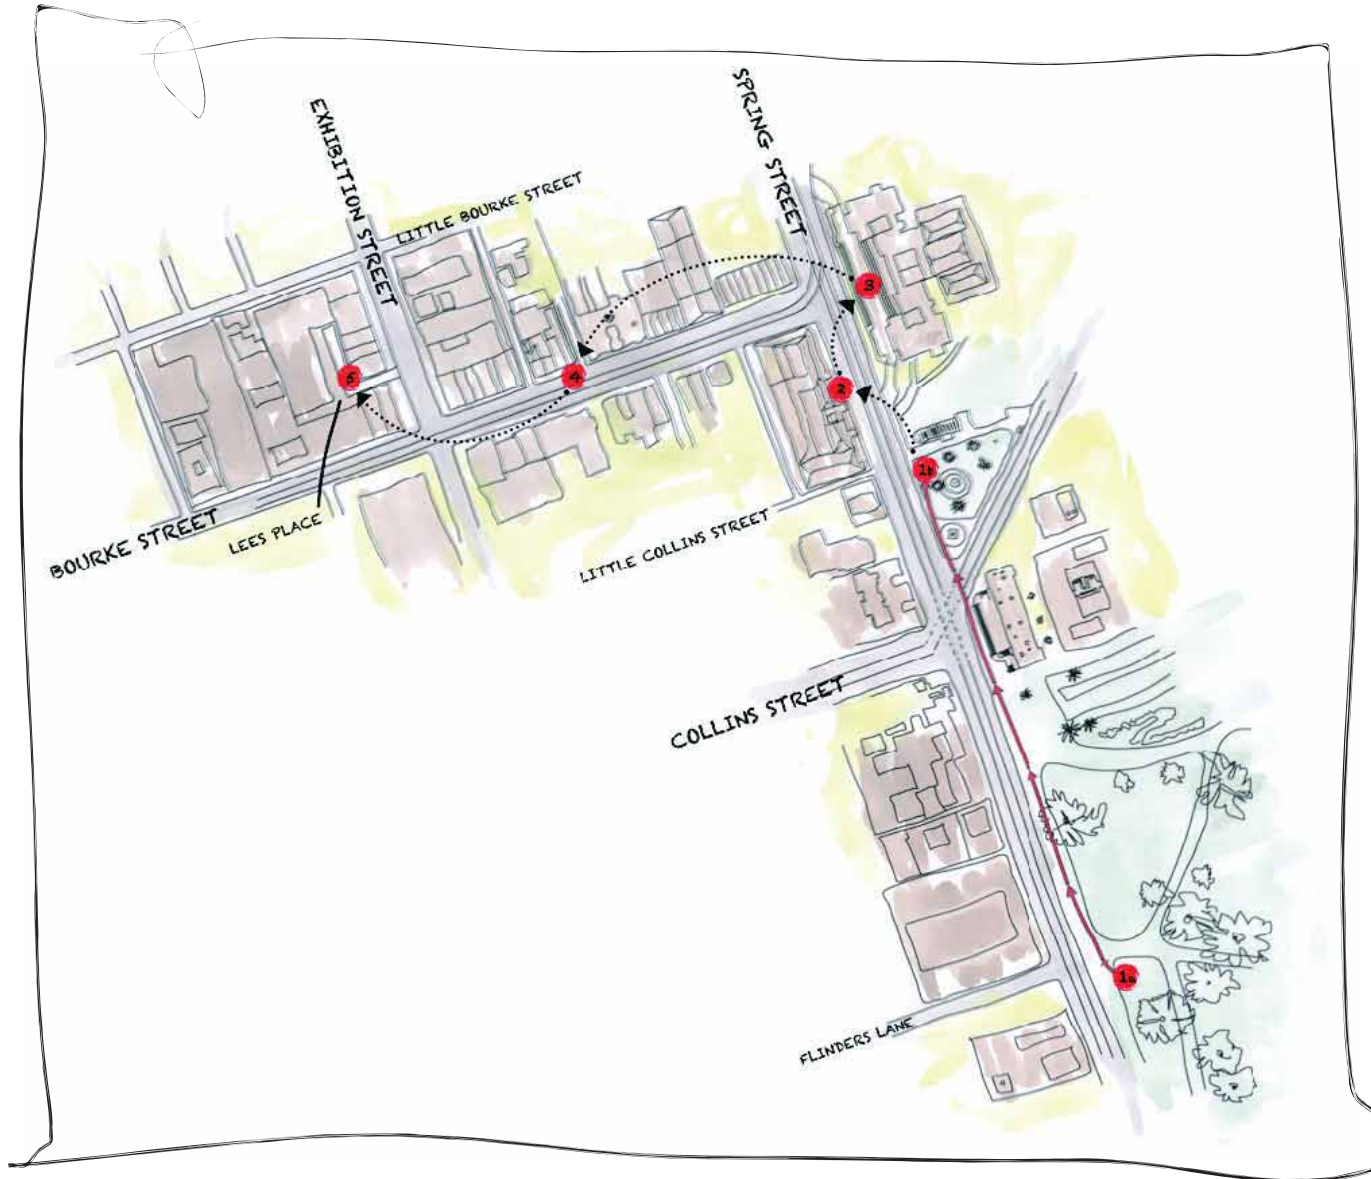 SPRING STREET
EXHIBITION STREET
LITTLE BOURKE STREET
3
5
4
2
1b
BOURKE STREET
LEES PLACE
LITTLE COLLINS STREET
COLLINS STREET
1a
FLINDERS LANE